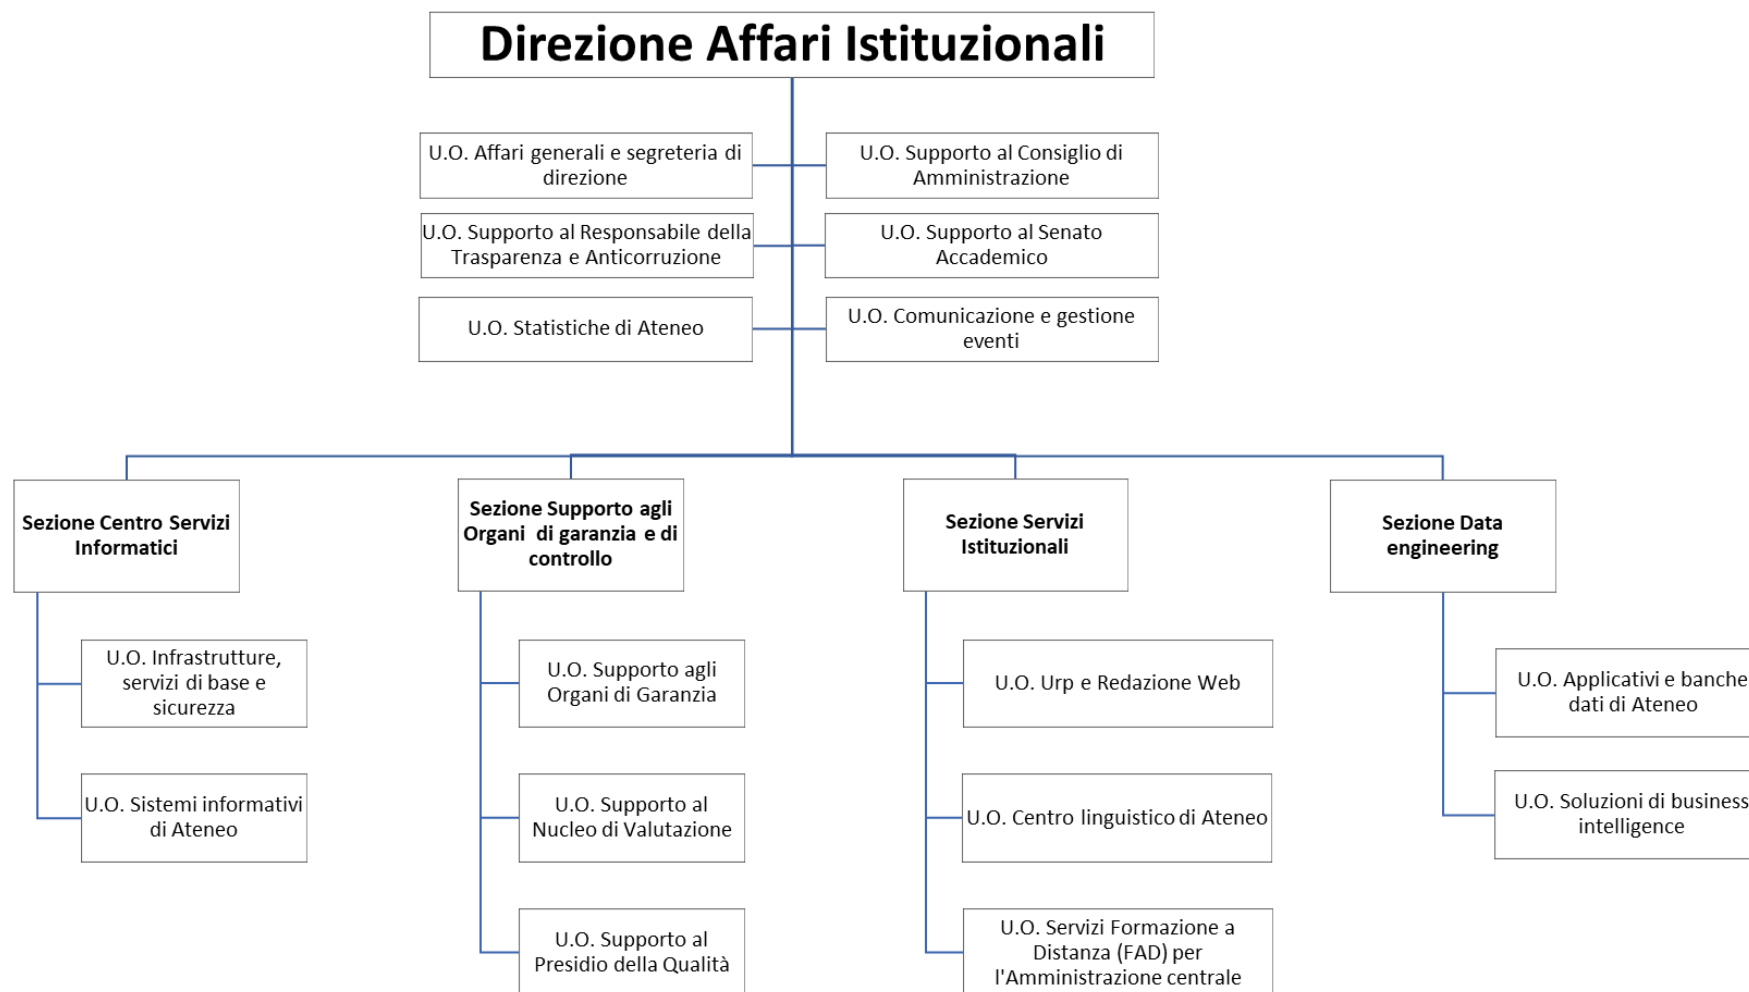 Direzione Affari Istituzionali
U.O. Affari generali e segreteria di
direzione
U.O. Supporto al Consiglio di
Amministrazione
U.O. Supporto al Responsabile della
Trasparenza e Anticorruzione
U.O. Supporto al Senato
Accademico
U.O. Statistiche di Ateneo
U.O. Comunicazione e gestione
eventi
Sezione Centro Servizi
Informatici
Sezione Supporto agli
Organi di garanzia e di
controllo
Sezione Servizi
Istituzionali
Sezione Data
engineering
U.O. Infrastrutture,
servizi di base e
sicurezza
U.O. Supporto agli
Organi di Garanzia
U.O. Urp e Redazione Web
U.O. Applicativi e banche
dati di Ateneo
U.O. Sistemi informativi
di Ateneo
U.O. Supporto al
Nucleo di Valutazione
U.O. Centro linguistico di Ateneo
U.O. Soluzioni di business
intelligence
U.O. Supporto al
Presidio della Qualità
U.O. Servizi Formazione a
Distanza (FAD) per
l'Amministrazione centrale